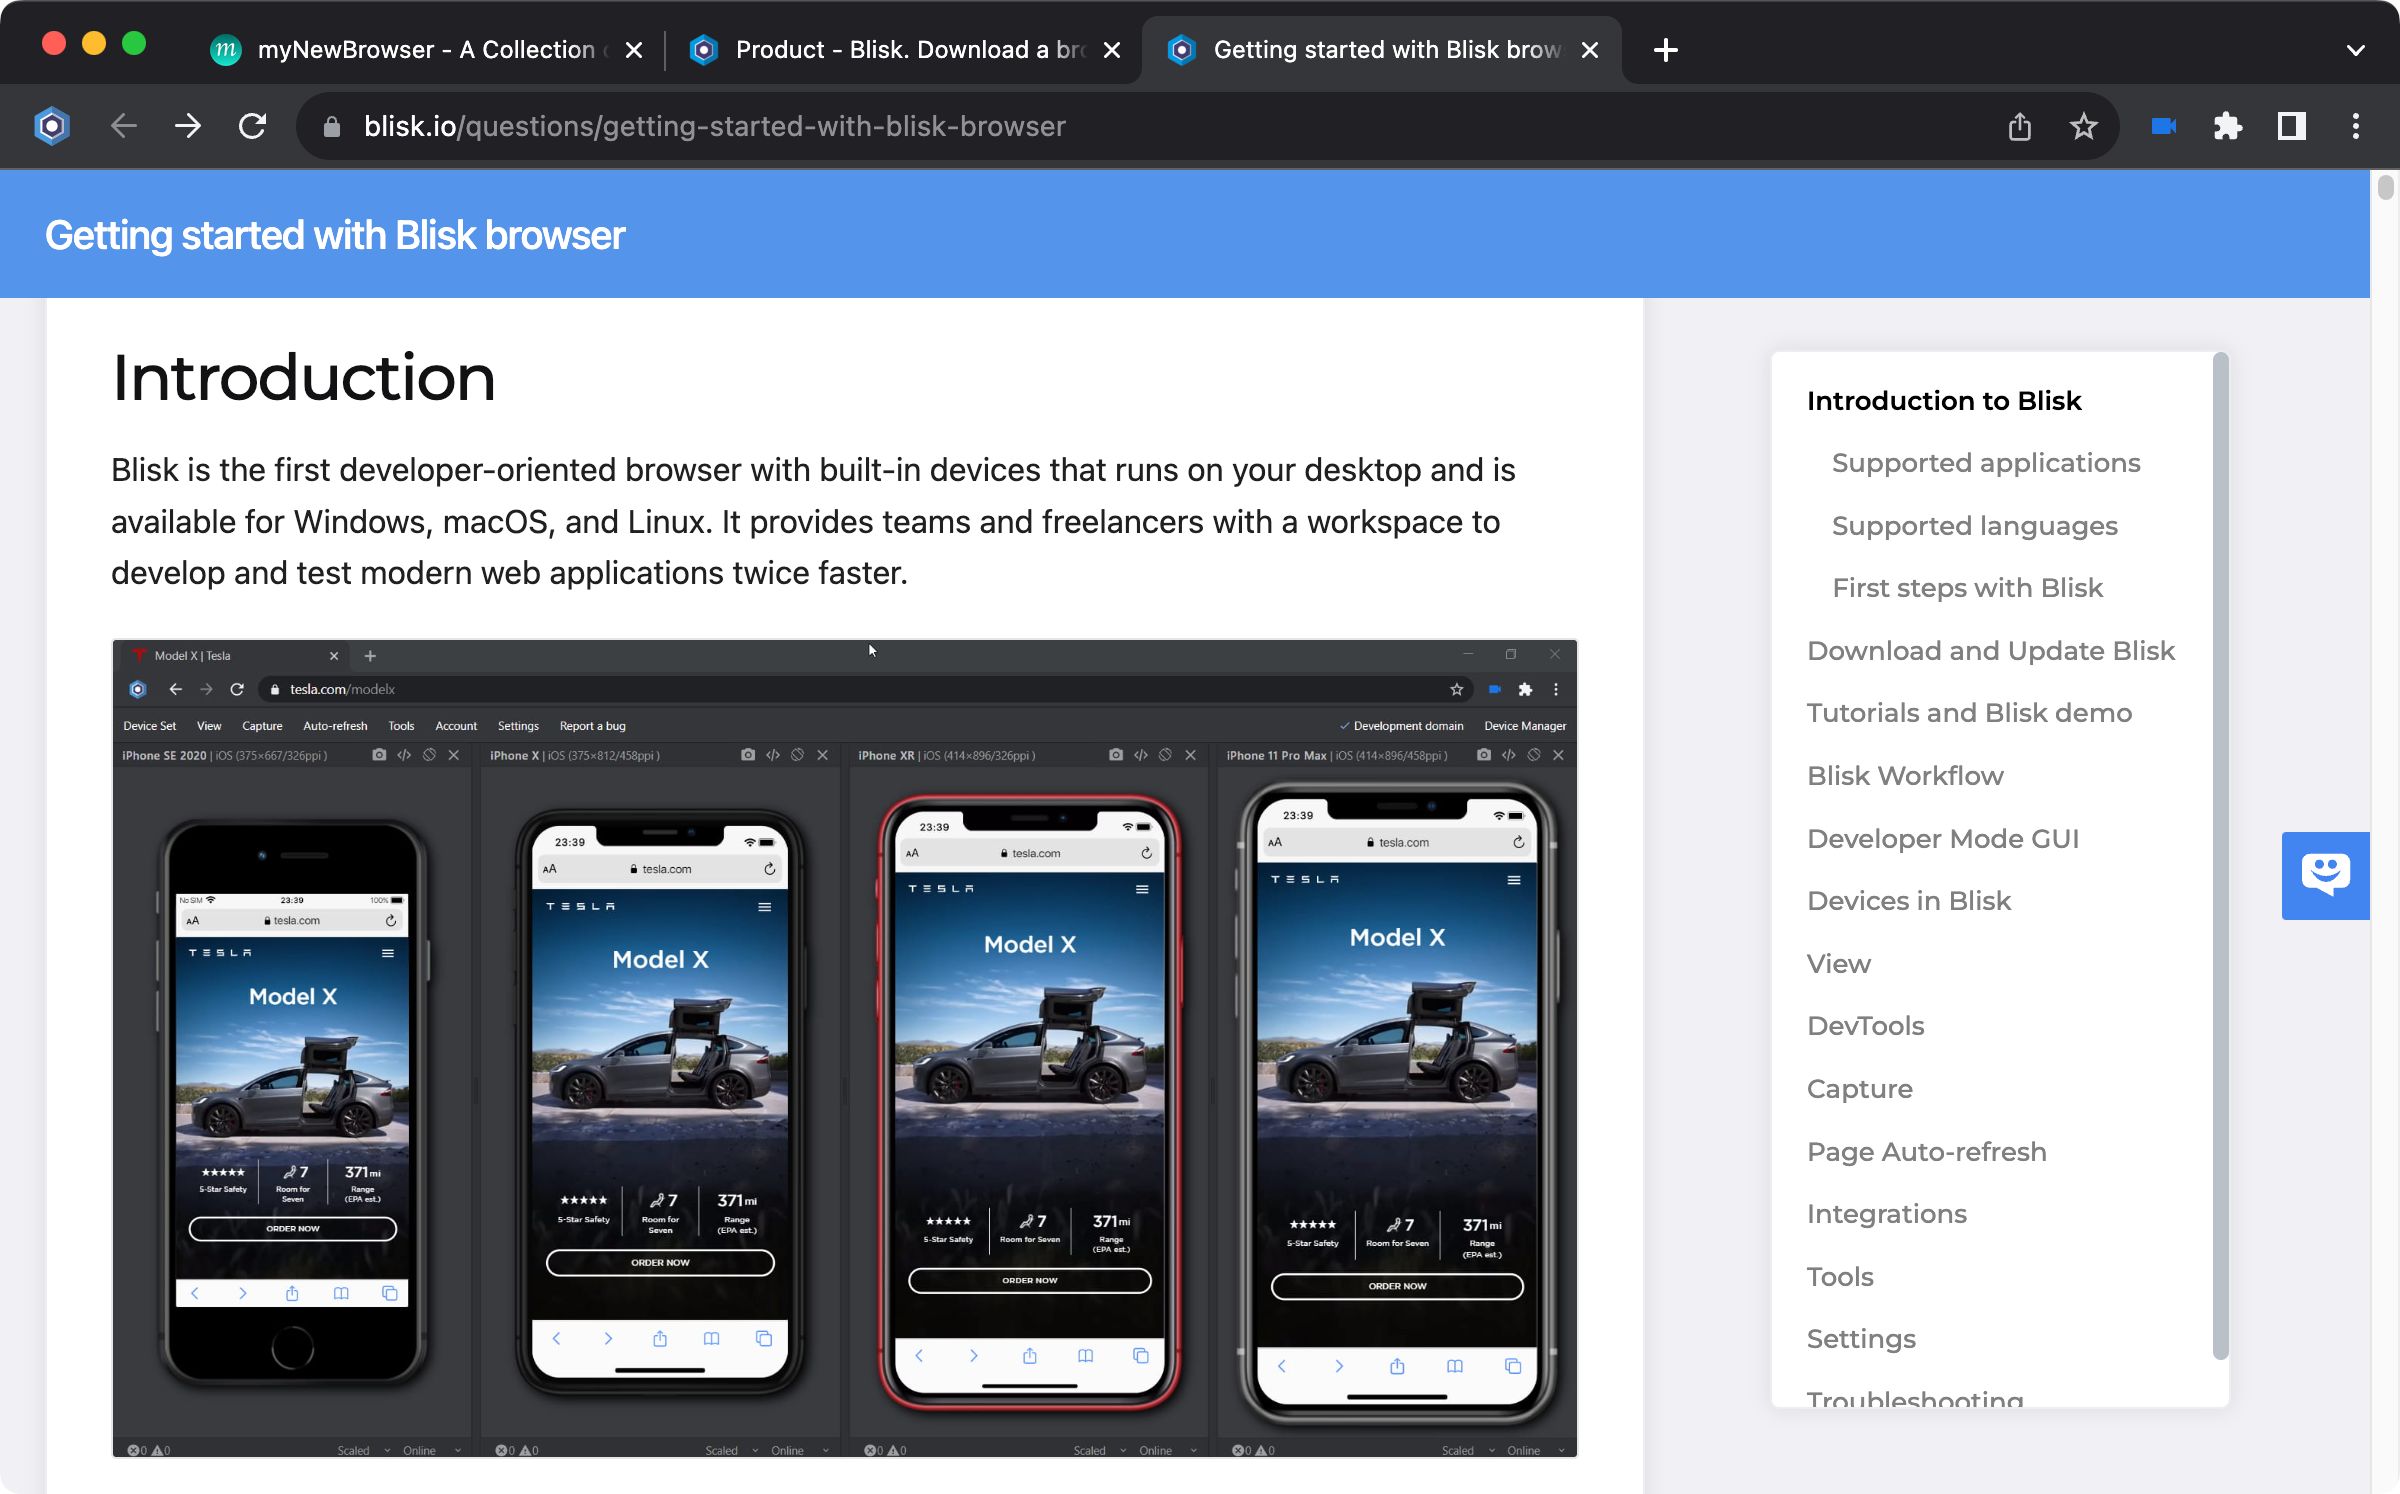 myNewBrowser - A Collection
Product - Blisk. Download a bro
Getting started with Blisk brow
blisk.io/questions/getting-started-with-blisk-browser
Getting started with Blisk browser
Introduction
Blisk is the first developer-oriented browser with built-in devices that runs on your desktop and is
available for Windows, macOS, and Linux. It provides teams and freelancers with a workspace to
develop and test modern web applications twice faster.
Model X | Tesla
tesla.com/modelx
Device Set View Capture Auto-refresh Tools Account Settings Report a bug Development domain Device Manager
iPhone SE 2020 | iOS (375×667/326ppi )
No SIM 23:39 100%
AA tesla.com
TESLA
Model X
5-Star Safety
7
Room for
Seven
371mi
Range
(EPA est.)
ORDER NOW
0 0 Scaled Online
iPhone X | iOS (375×812/458ppi )
23:39
AA tesla.com
TESLA
Model X
5-Star Safety
7
Room for
Seven
371mi
Range
(EPA est.)
ORDER NOW
0 0 Scaled Online
iPhone XR | iOS (414×896/326ppi )
23:39
AA tesla.com
TESLA
Model X
5-Star Safety
7
Room for Seven
371mi
Range
(EPA est.)
ORDER NOW
0 0 Scaled Online
iPhone 11 Pro Max | iOS (414×896/458ppi )
23:39
AA tesla.com
TESLA
Model X
5-Star Safety
7
Room for Seven
371mi
Range
(EPA est.)
ORDER NOW
0 0 Scaled Online
Introduction to Blisk
Supported applications
Supported languages
First steps with Blisk
Download and Update Blisk
Tutorials and Blisk demo
Blisk Workflow
Developer Mode GUI
Devices in Blisk
View
DevTools
Capture
Page Auto-refresh
Integrations
Tools
Settings
Troubleshooting